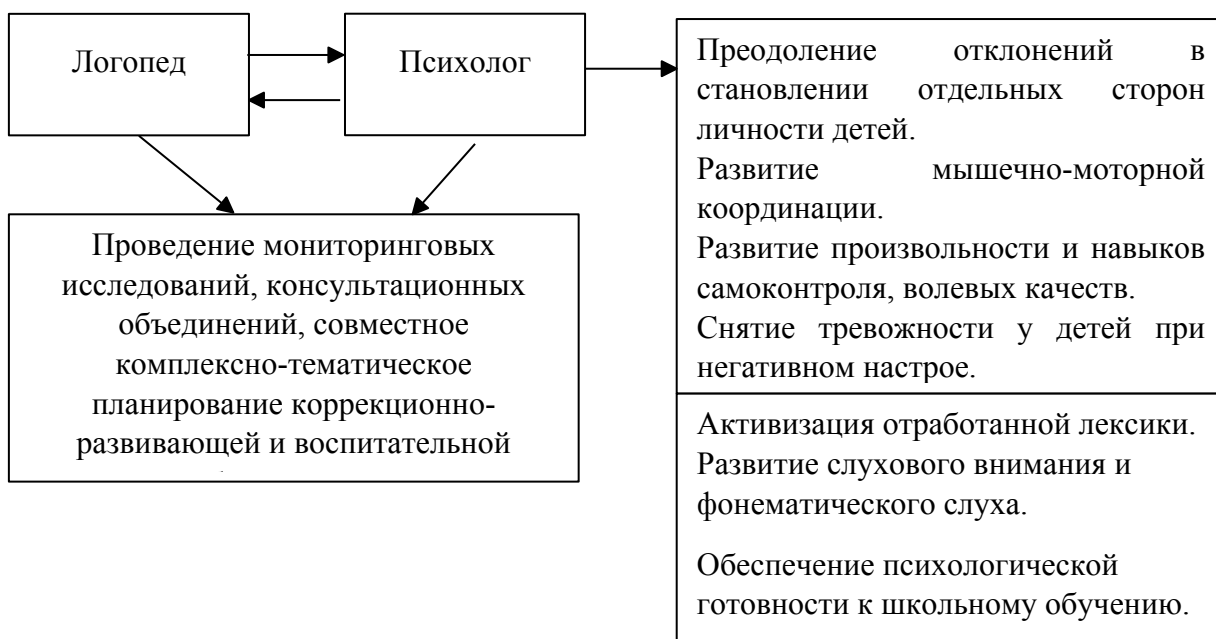 Логопед
Психолог
Проведение мониторинговых
исследований, консультационных
объединений, совместное
комплексно-тематическое
планирование коррекционно-
развивающей и воспитательной
Преодоление отклонений в
становлении отдельных сторон
личности детей.
Развитие мышечно-моторной
координации.
Развитие произвольности и навыков
самоконтроля, волевых качеств.
Снятие тревожности у детей при
негативном настрое.
Активизация отработанной лексики.
Развитие слухового внимания и
фонематического слуха.
Обеспечение психологической
готовности к школьному обучению.